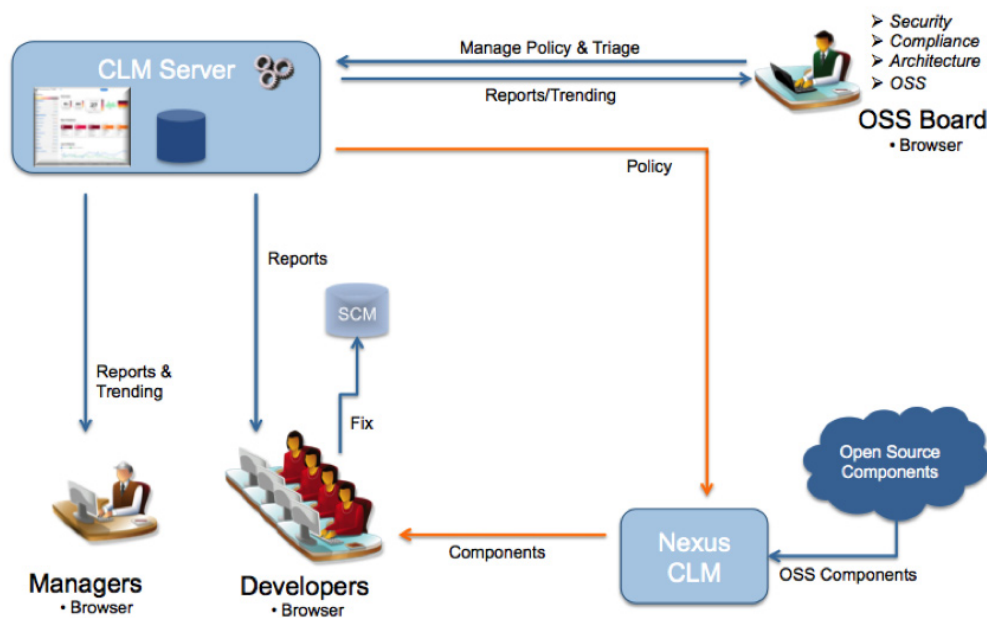 CLM Server
Manage Policy & Triage
Reports/Trending
➢ Security
➢ Compliance
➢ Architecture
➢ OSS
OSS Board
• Browser
Policy
Reports
SCM
Reports &
Trending
Fix
Open Source
Components
Components
Nexus
CLM
OSS Components
Managers
• Browser
Developers
• Browser